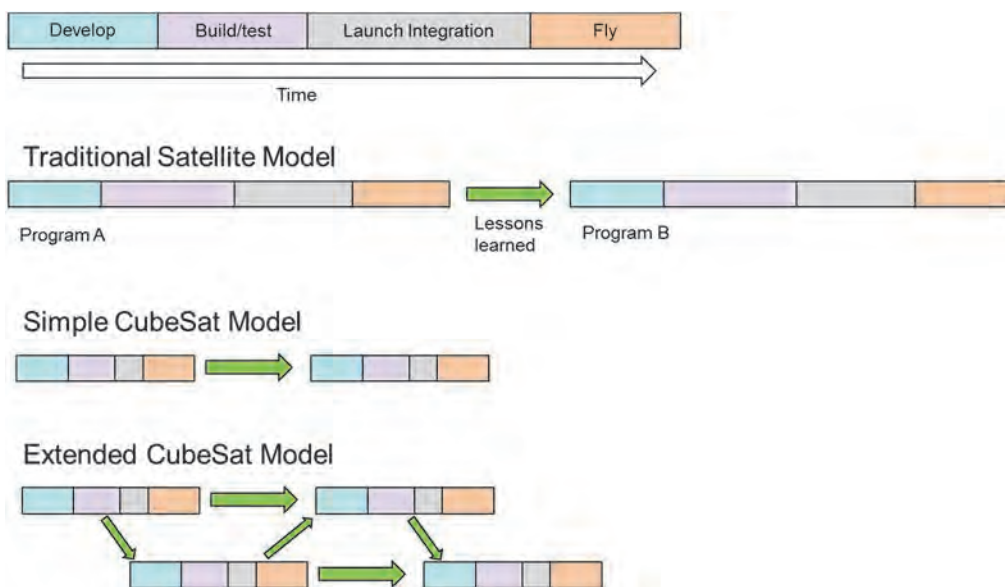 Develop Build/test Launch Integration Fly
Time
Traditional Satellite Model
Program A
Lessons
learned
Program B
Simple CubeSat Model
Extended CubeSat Model